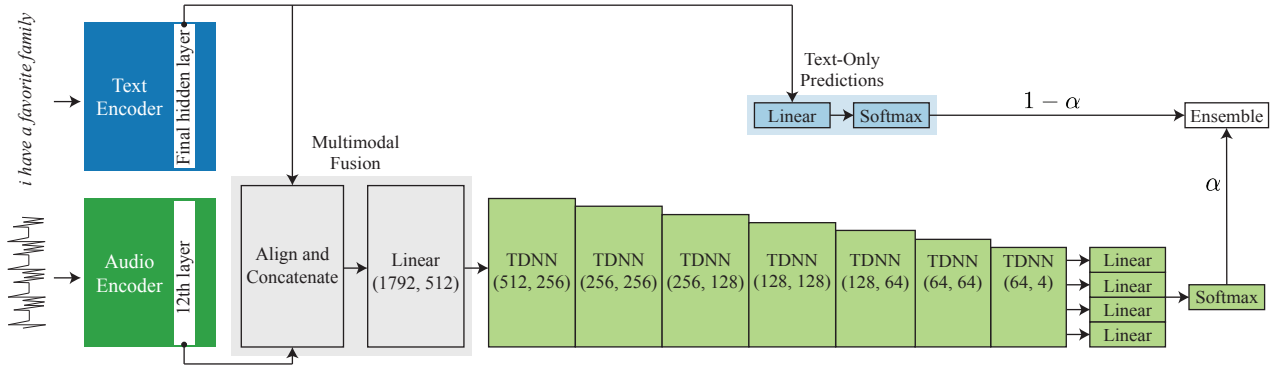 i have a favorite family
Text
Encoder
Final hidden layer
Text-Only
Predictions
Linear
Softmax
1 − α
Ensemble
α
Multimodal
Fusion
Audio
Encoder
12th layer
Align and
Concatenate
Linear
(1792, 512)
TDNN
(512, 256)
TDNN
(256, 256)
TDNN
(256, 128)
TDNN
(128, 128)
TDNN
(128, 64)
TDNN
(64, 64)
TDNN
(64, 4)
Linear
Linear
Linear
Linear
Softmax